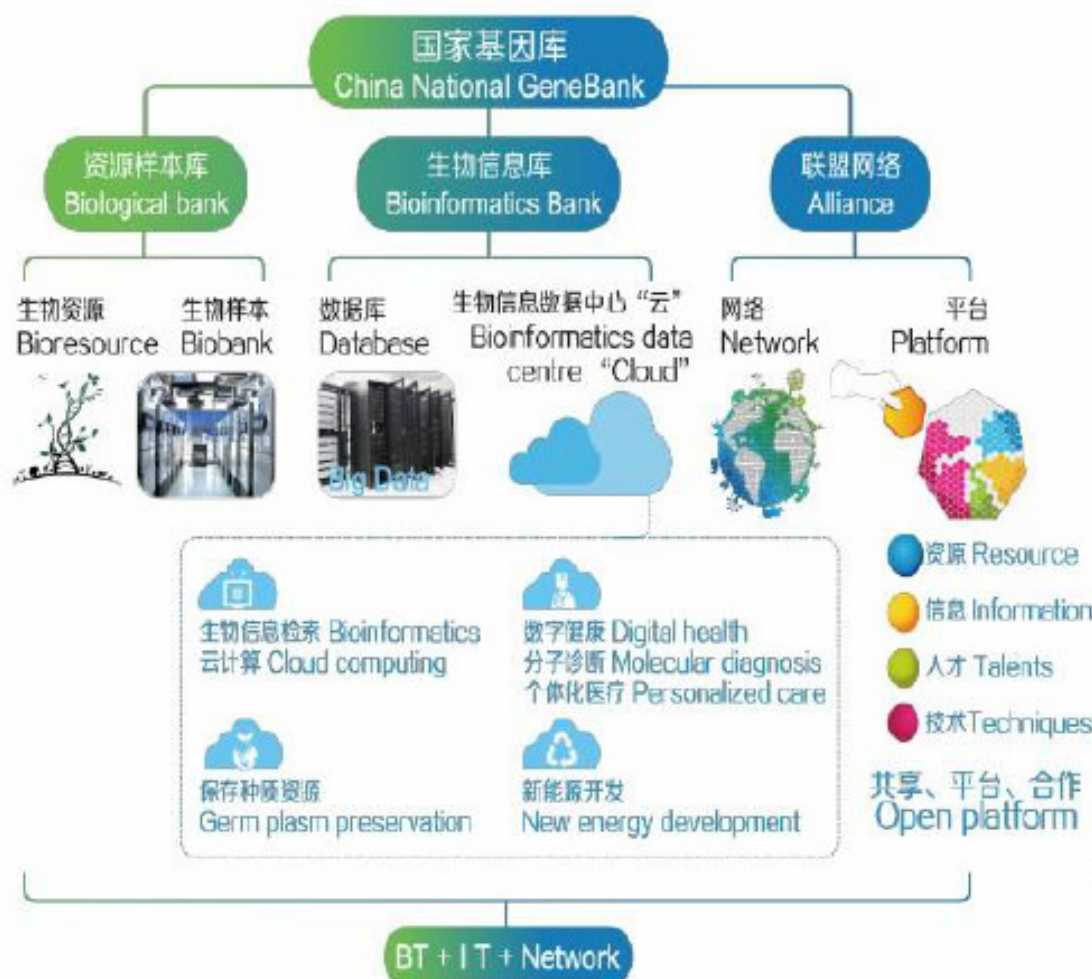 国家基因库
China National GeneBank
资源样本库
Biological bank
生物信息库
Bioinformatics Bank
联盟网络
Alliance
生物资源
Bioresource
生物样本
Biobank
数据库
Database
Big Data
生物信息数据中心“云”
Bioinformatics data
centre “Cloud”
网络
Network
平台
Platform
生物信息检索 Bioinformatics
云计算 Cloud computing
数字健康 Digital health
分子诊断 Molecular diagnosis
个体化医疗 Personalized care
保存种质资源
Germ plasm preservation
新能源开发
New energy development
资源 Resource
信息 Information
人才 Talents
技术Techniques
共享、平台、合作
Open platform
BT + I T + Network